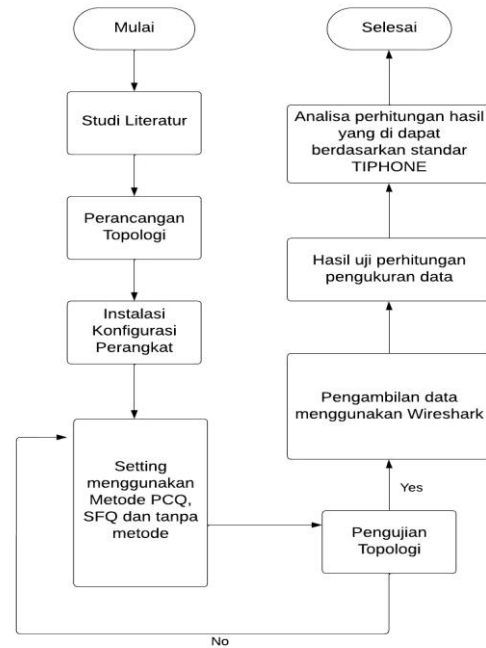 Mulai
Studi Literatur
Perancangan
Topologi
Instalasi
Konfigurasi
Perangkat
Setting
menggunakan
Metode PCQ,
SFQ dan tanpa
metode
No
Pengujian
Topologi
Yes
Pengambilan data
menggunakan Wireshark
Hasil uji perhitungan
pengukuran data
Analisa perhitungan hasil
yang di dapat
berdasarkan standar
TIPHONE
Selesai